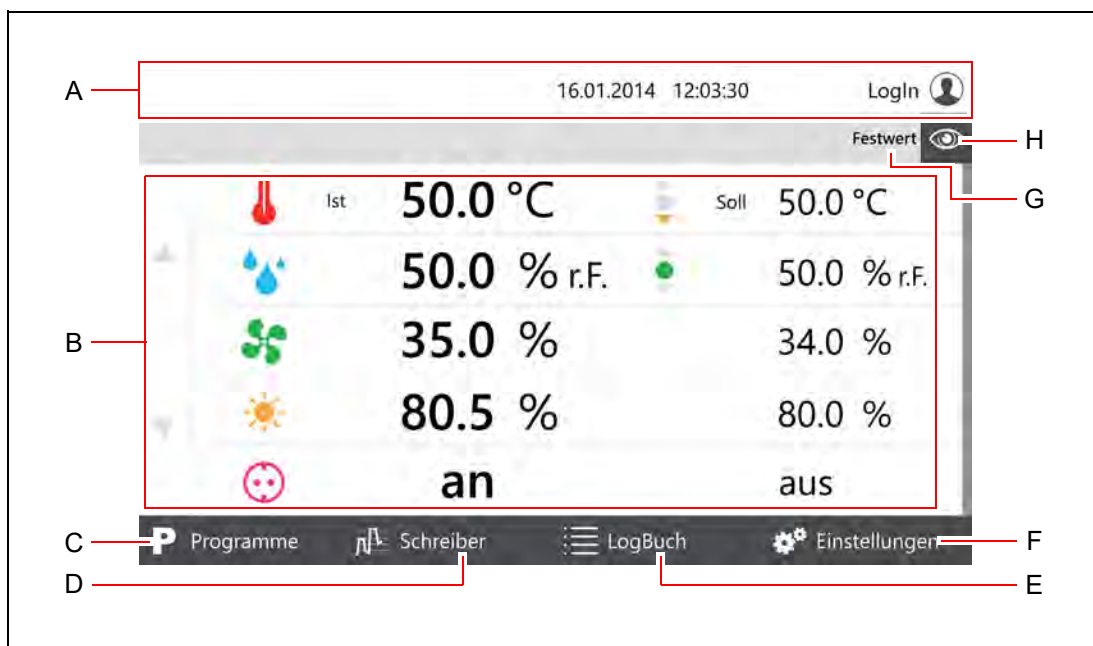 A
16.01.2014 12:03:30 LogIn
Festwert
H
G
Ist 50.0 °C Soll 50.0 °C
50.0 % r.F. 50.0 % r.F.
B
35.0 % 34.0 %
80.5 % 80.0 %
an aus
C
P Programme Schreiber LogBuch Einstellungen
F
D
E